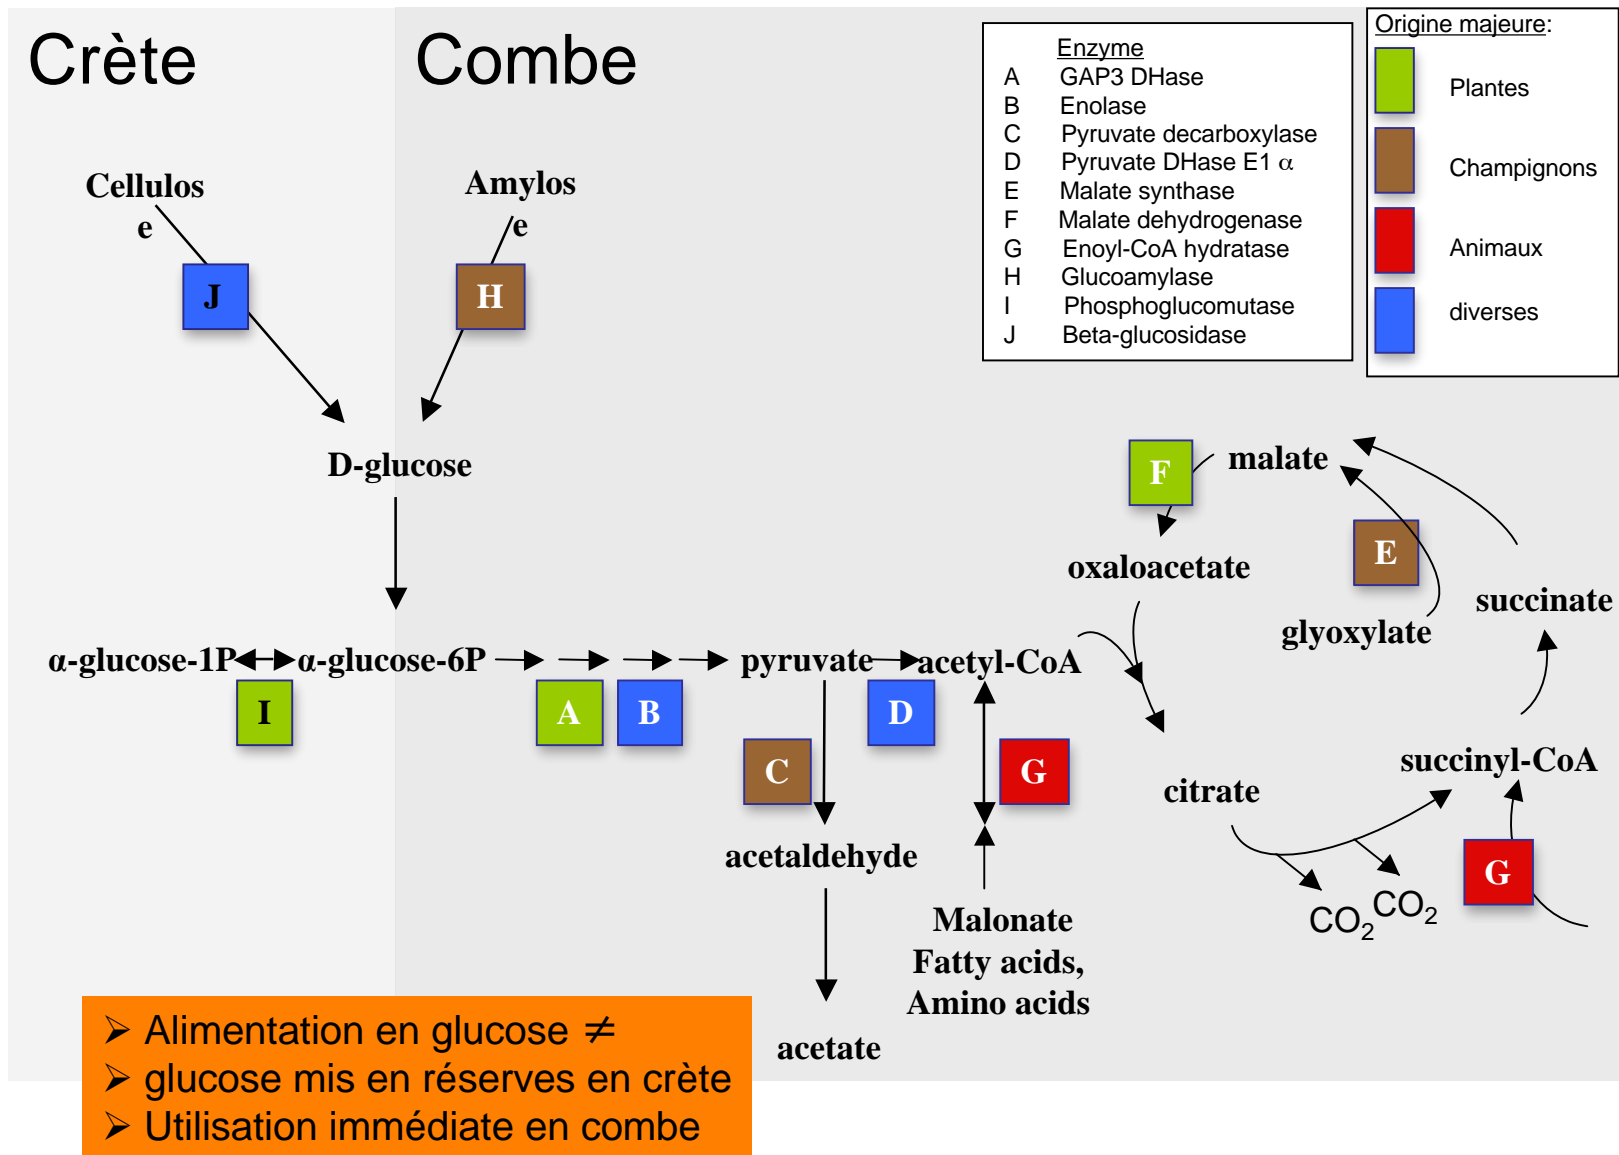 Crète
Combe
Enzyme
A GAP3 DHase
B Enolase
C Pyruvate decarboxylase
D Pyruvate DHase E1 α
E Malate synthase
F Malate dehydrogenase
G Enoyl-CoA hydratase
H Glucoamylase
I Phosphoglucomutase
J Beta-glucosidase
Origine majeure:
Plantes
Champignons
Animaux
diverses
Cellulos
e
Amylos
e
J
H
D-glucose
F
malate
E
oxaloacetate
glyoxylate
succinate
α-glucose-1P
α-glucose-6P
pyruvate
acetyl-CoA
I
A
B
C
D
G
citrate
succinyl-CoA
G
CO2
CO2
acetaldehyde
Malonate
Fatty acids,
Amino acids
acetate
➢ Alimentation en glucose ≠
➢ glucose mis en réserves en crète
➢ Utilisation immédiate en combe